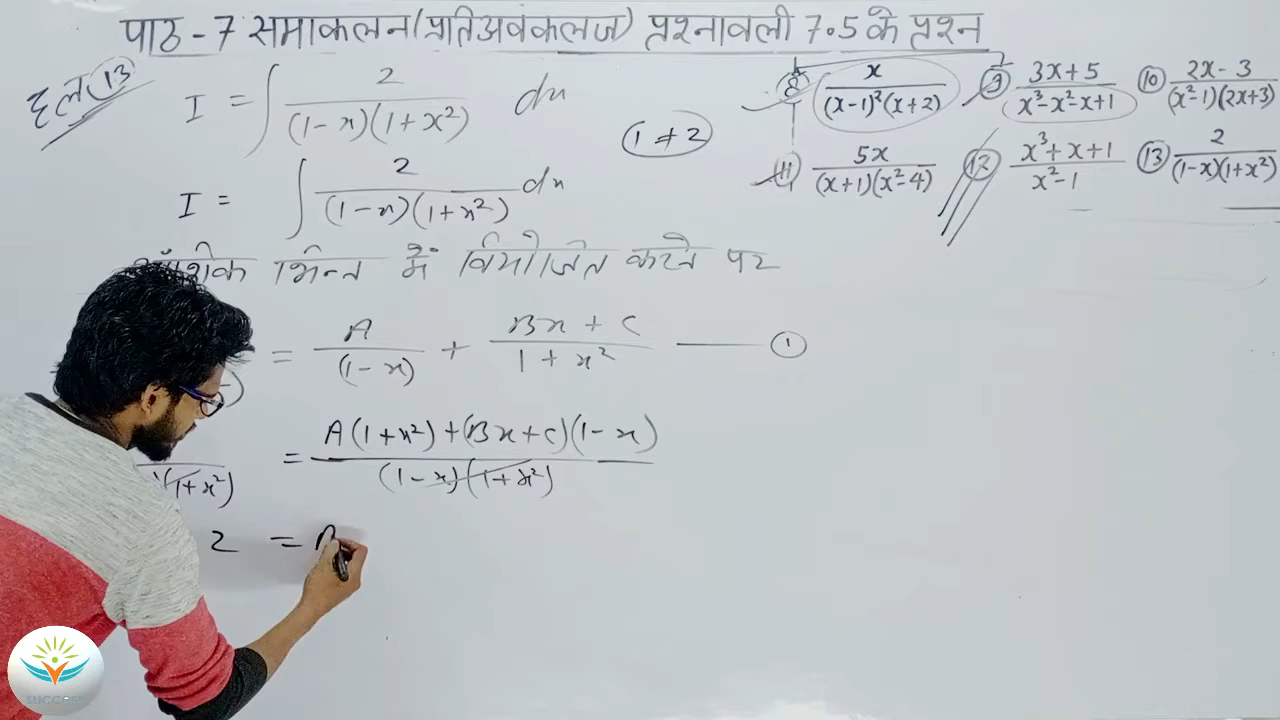 पाठ - 7 समाकलन (प्रतिअवकलज) प्रश्नावली 7.5 के प्रश्न
हल (13)
I = ∫ 2/((1-x)(1+x²)) dx
(1 ≠ 2)
⑧ x/((x-1)²(x+2)) ⑨ (3x+5)/(x³-x²-x+1) ⑩ (2x-3)/((x²-1)(2x+3))
⑪ 5x/((x+1)(x²-4)) ⑫ (x³+x+1)/(x²-1) ⑬ 2/((1-x)(1+x²))
I = ∫ 2/((1-x)(1+x²)) dx
भिन्न में विभाजित करने पर
= A/(1-x) + (Bx+C)/(1+x²) —— ①
(1+x²) = (A(1+x²)+(Bx+C)(1-x))/((1-x)(1+x²))
2 =
SUCCESS